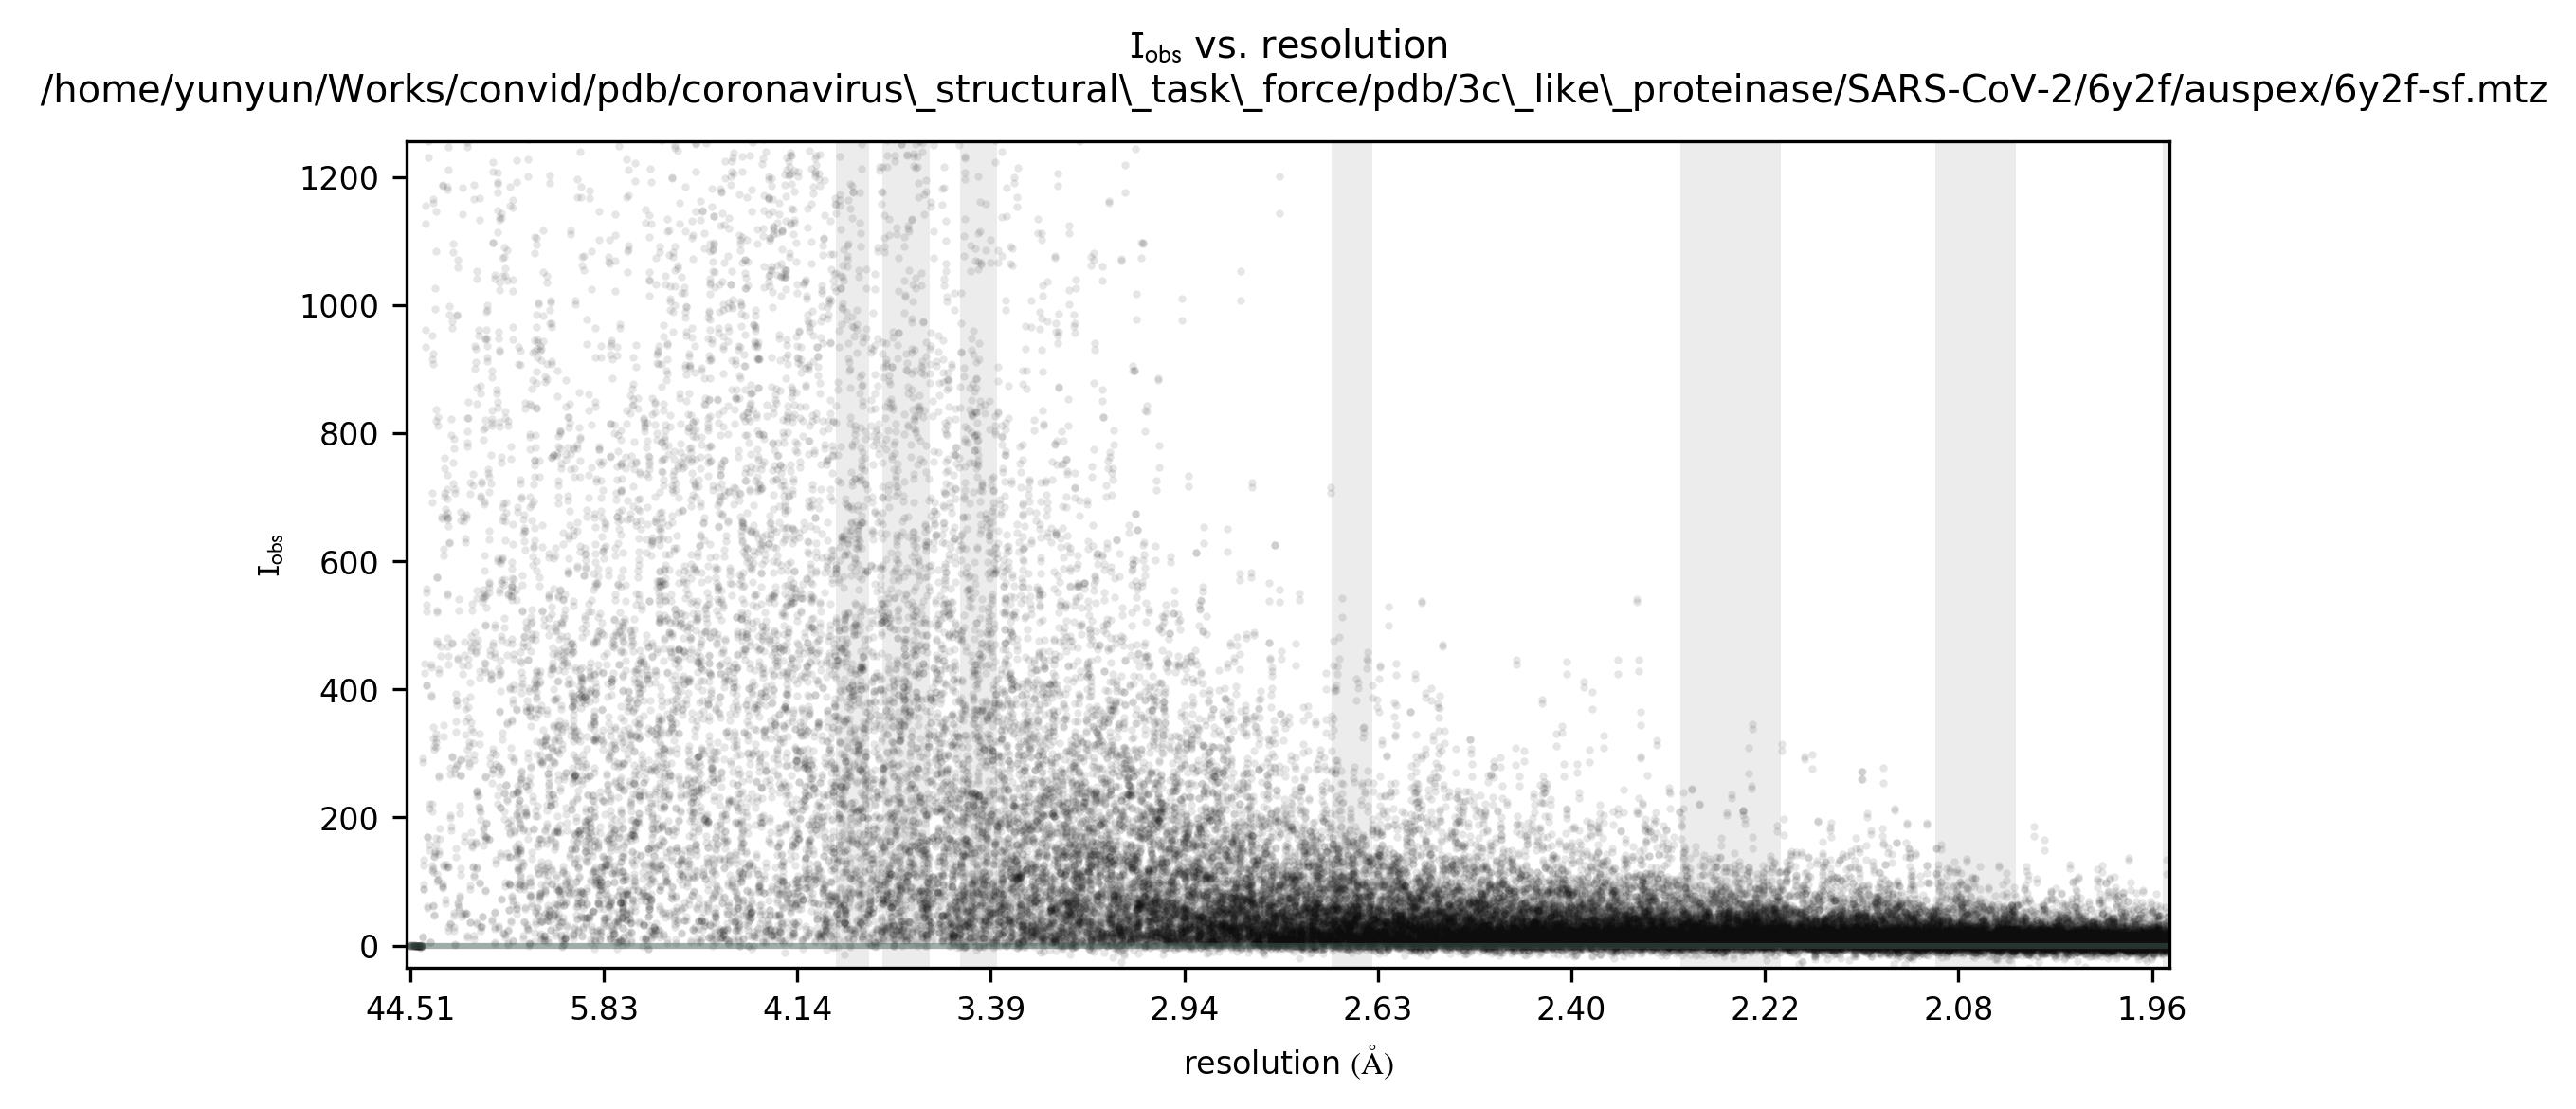 I_obs vs. resolution
/home/yunyun/Works/convid/pdb/coronavirus\_structural\_task\_force/pdb/3c\_like\_proteinase/SARS-CoV-2/6y2f/auspex/6y2f-sf.mtz
1200
1000
800
600
400
200
0
I_obs
44.51 5.83 4.14 3.39 2.94 2.63 2.40 2.22 2.08 1.96
resolution (Å)